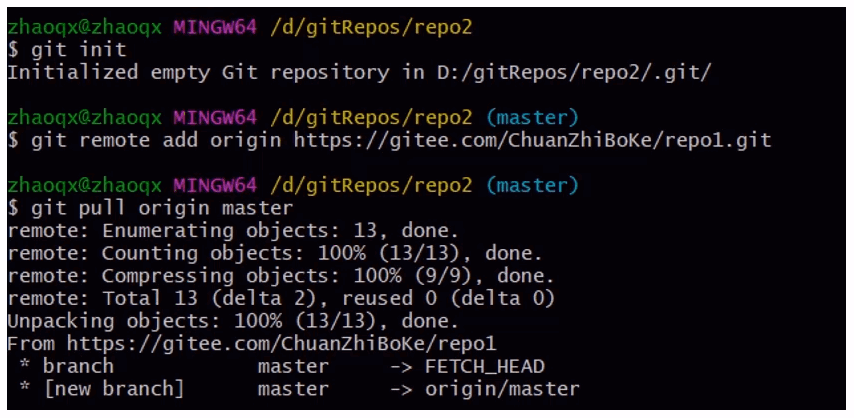 zhaoqx@zhaoqx MINGW64 /d/gitRepos/repo2
$ git init
Initialized empty Git repository in D:/gitRepos/repo2/.git/
zhaoqx@zhaoqx MINGW64 /d/gitRepos/repo2 (master)
$ git remote add origin https://gitee.com/ChuanZhiBoKe/repo1.git
zhaoqx@zhaoqx MINGW64 /d/gitRepos/repo2 (master)
$ git pull origin master
remote: Enumerating objects: 13, done.
remote: Counting objects: 100% (13/13), done.
remote: Compressing objects: 100% (9/9), done.
remote: Total 13 (delta 2), reused 0 (delta 0)
Unpacking objects: 100% (13/13), done.
From https://gitee.com/ChuanZhiBoKe/repo1
 * branch            master     -> FETCH_HEAD
 * [new branch]      master     -> origin/master